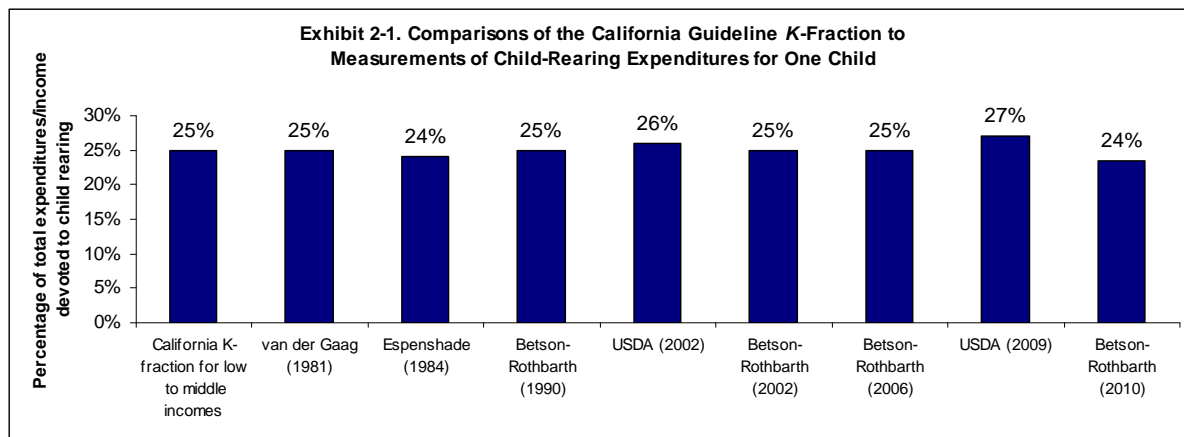 Exhibit 2-1. Comparisons of the California Guideline K-Fraction to
Measurements of Child-Rearing Expenditures for One Child
Percentage of total expenditures/income
devoted to child rearing
30%
25%
20%
15%
10%
5%
0%
25%
25%
24%
25%
26%
25%
25%
27%
24%
California K-
fraction for low
to middle
incomes
van der Gaag
(1981)
Espenshade
(1984)
Betson-
Rothbarth
(1990)
USDA (2002)
Betson-
Rothbarth
(2002)
Betson-
Rothbarth
(2006)
USDA (2009)
Betson-
Rothbarth
(2010)